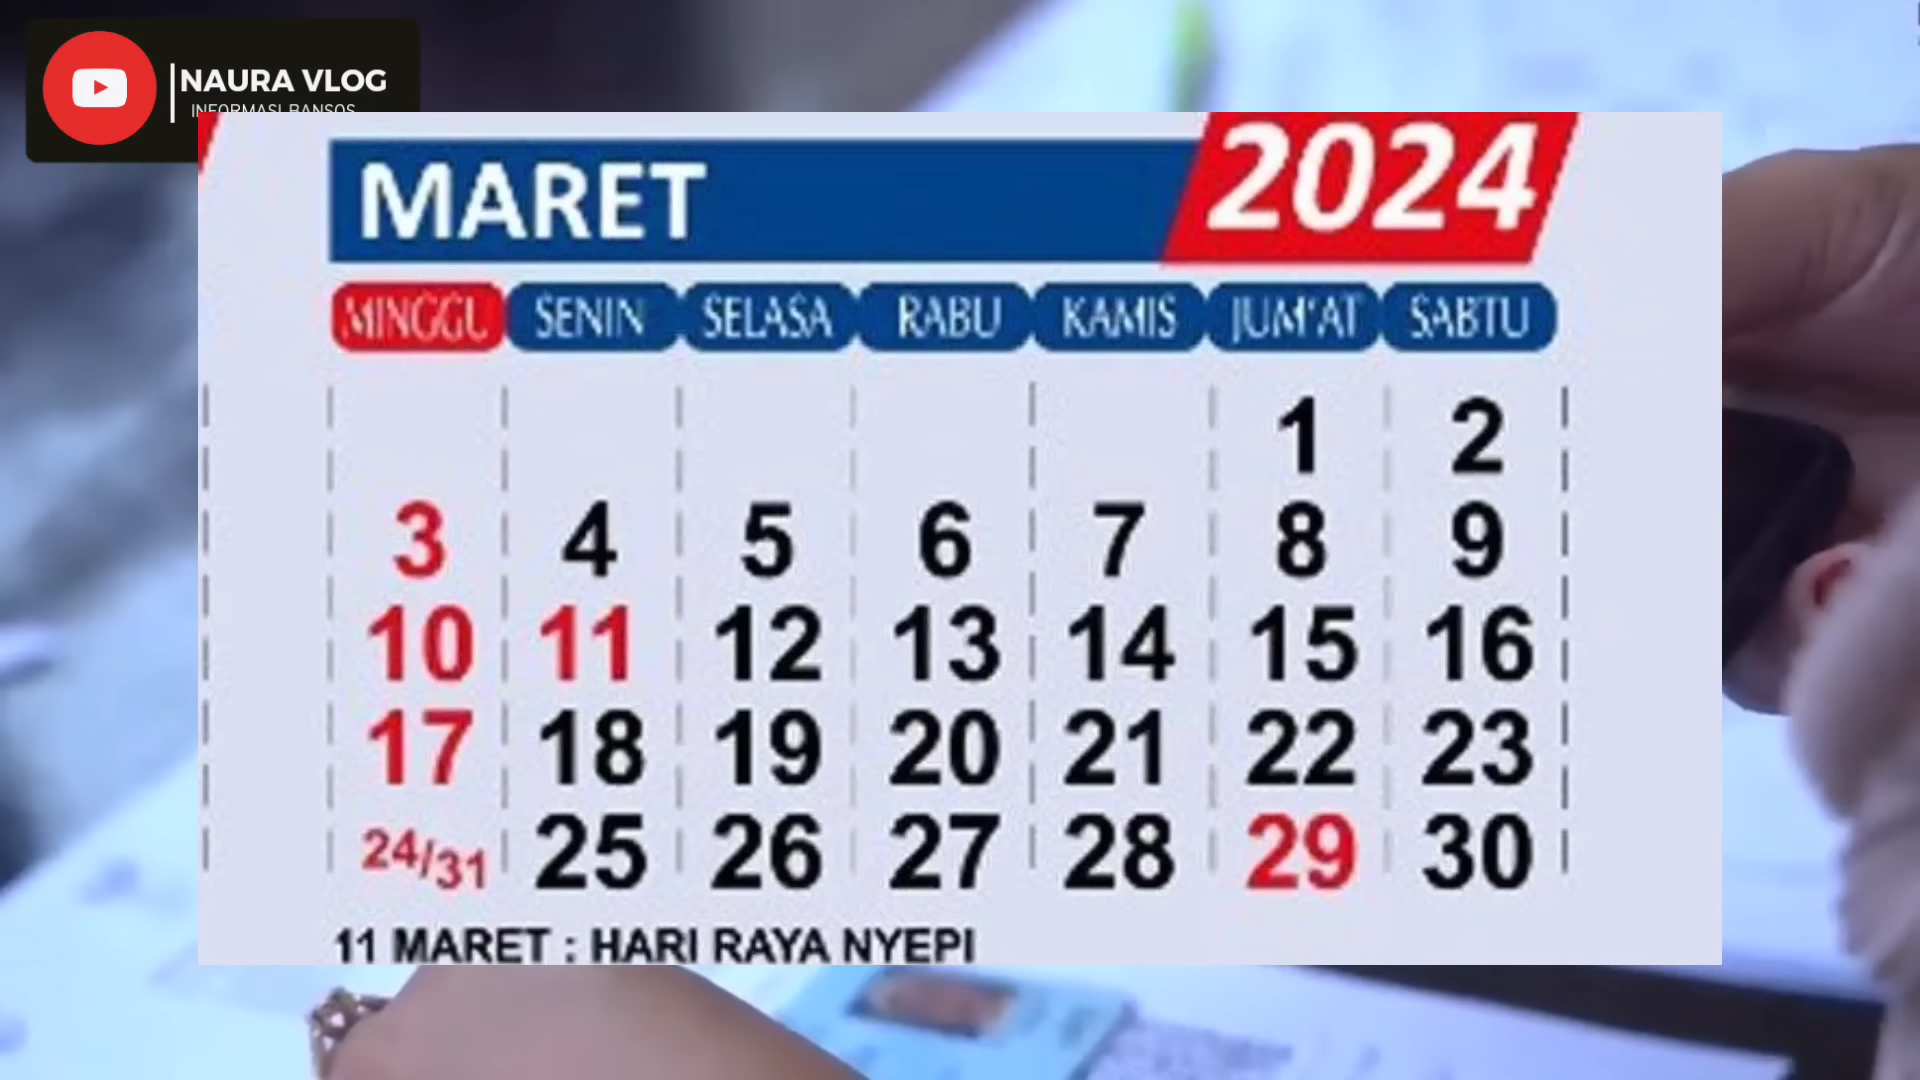 NAURA VLOG
INFORMASI BANSOS
MARET 2024
MINGGU SENIN SELASA RABU KAMIS JUM'AT SABTU
1 2
3 4 5 6 7 8 9
10 11 12 13 14 15 16
17 18 19 20 21 22 23
24/31 25 26 27 28 29 30
11 MARET : HARI RAYA NYEPI